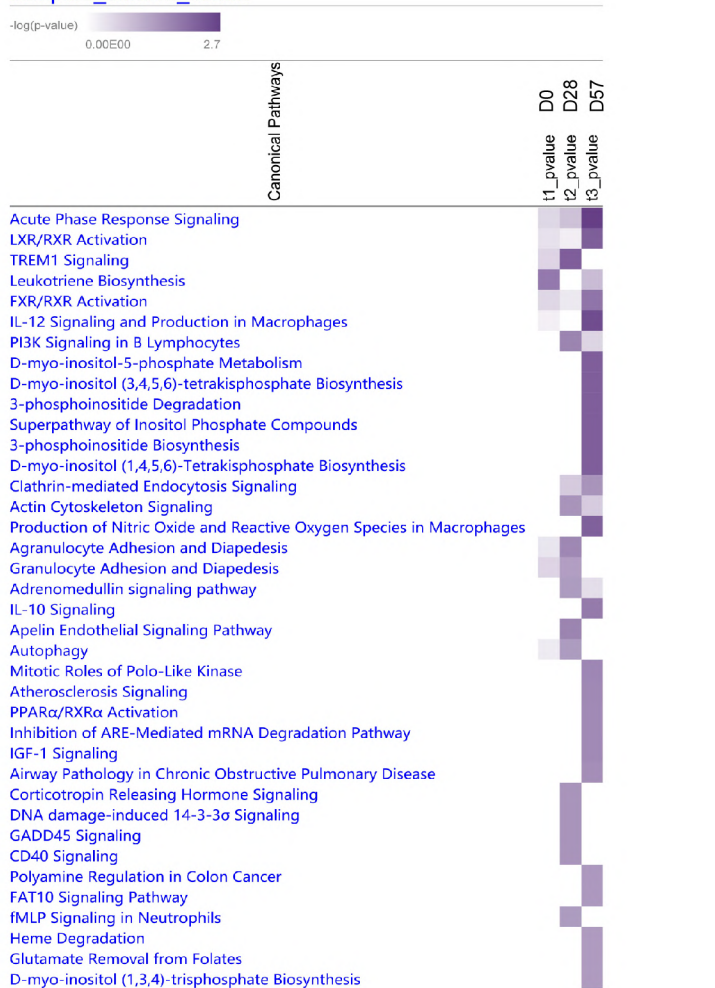 -log(p-value)
0.00E00
2.7
Canonical Pathways
t1_pvalue D0
t2_pvalue D28
t3_pvalue D57
Acute Phase Response Signaling
LXR/RXR Activation
TREM1 Signaling
Leukotriene Biosynthesis
FXR/RXR Activation
IL-12 Signaling and Production in Macrophages
PI3K Signaling in B Lymphocytes
D-myo-inositol-5-phosphate Metabolism
D-myo-inositol (3,4,5,6)-tetrakisphosphate Biosynthesis
3-phosphoinositide Degradation
Superpathway of Inositol Phosphate Compounds
3-phosphoinositide Biosynthesis
D-myo-inositol (1,4,5,6)-Tetrakisphosphate Biosynthesis
Clathrin-mediated Endocytosis Signaling
Actin Cytoskeleton Signaling
Production of Nitric Oxide and Reactive Oxygen Species in Macrophages
Agranulocyte Adhesion and Diapedesis
Granulocyte Adhesion and Diapedesis
Adrenomedullin signaling pathway
IL-10 Signaling
Apelin Endothelial Signaling Pathway
Autophagy
Mitotic Roles of Polo-Like Kinase
Atherosclerosis Signaling
PPARα/RXRα Activation
Inhibition of ARE-Mediated mRNA Degradation Pathway
IGF-1 Signaling
Airway Pathology in Chronic Obstructive Pulmonary Disease
Corticotropin Releasing Hormone Signaling
DNA damage-induced 14-3-3σ Signaling
GADD45 Signaling
CD40 Signaling
Polyamine Regulation in Colon Cancer
FAT10 Signaling Pathway
fMLP Signaling in Neutrophils
Heme Degradation
Glutamate Removal from Folates
D-myo-inositol (1,3,4)-trisphosphate Biosynthesis